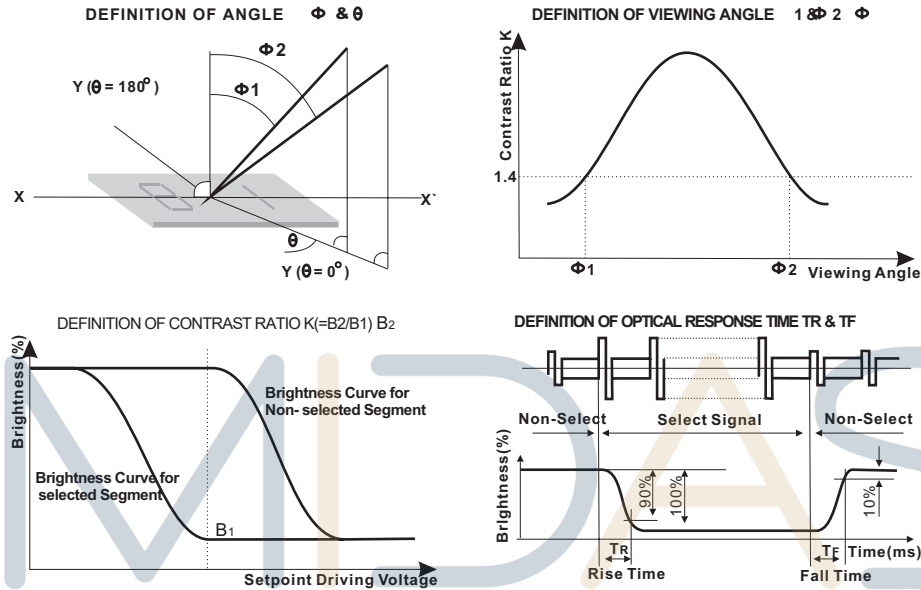 DEFINITION OF ANGLE Φ & θ
Φ2
Y (θ = 180°)
Φ1
X
X`
θ
Y (θ = 0°)
DEFINITION OF VIEWING ANGLE 1 &Φ 2 Φ
Contrast Ratio K
1.4
Φ1
Φ2
Viewing Angle
DEFINITION OF CONTRAST RATIO K(=B2/B1) B2
Brightness(%)
Brightness Curve for
Non- selected Segment
Brightness Curve for
selected Segment
B1
Setpoint Driving Voltage
DEFINITION OF OPTICAL RESPONSE TIME TR & TF
Non-Select
Select Signal
Non-Select
Brightness(%)
90%
100%
10%
TR
TF
Time(ms)
Rise Time
Fall Time
MIDAS